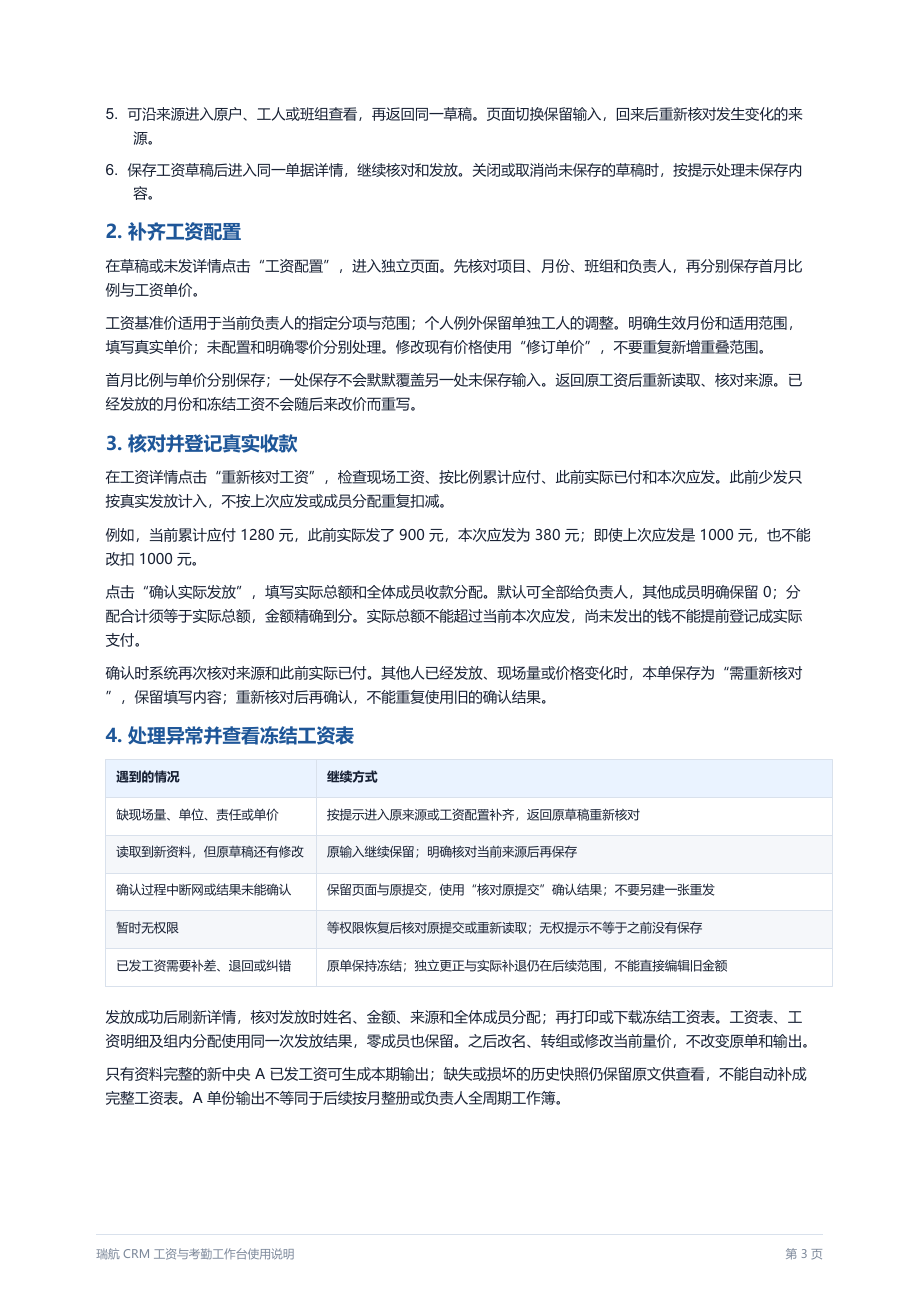 5. 可沿来源进入原户、工人或班组查看，再返回同一草稿。页面切换保留输入，回来后重新核对发生变化的来
源。
6. 保存工资草稿后进入同一单据详情，继续核对和发放。关闭或取消尚未保存的草稿时，按提示处理未保存内
容。
2. 补齐工资配置
在草稿或未发详情点击“工资配置”，进入独立页面。先核对项目、月份、班组和负责人，再分别保存首月比
例与工资单价。
工资基准价适用于当前负责人的指定分项与范围；个人例外保留单独工人的调整。明确生效月份和适用范围，
填写真实单价；未配置和明确零价分别处理。修改现有价格使用“修订单价”，不要重复新增重叠范围。
首月比例与单价分别保存；一处保存不会默默覆盖另一处未保存输入。返回原工资后重新读取、核对来源。已
经发放的月份和冻结工资不会随后来改价而重写。
3. 核对并登记真实收款
在工资详情点击“重新核对工资”，检查现场工资、按比例累计应付、此前实际已付和本次应发。此前少发只
按真实发放计入，不按上次应发或成员分配重复扣减。
例如，当前累计应付 1280 元，此前实际发了 900 元，本次应发为 380 元；即使上次应发是 1000 元，也不能
改扣 1000 元。
点击“确认实际发放”，填写实际总额和全体成员收款分配。默认可全部给负责人，其他成员明确保留 0；分
配合计须等于实际总额，金额精确到分。实际总额不能超过当前本次应发，尚未发出的钱不能提前登记成实际
支付。
确认时系统再次核对来源和此前实际已付。其他人已经发放、现场量或价格变化时，本单保存为“需重新核对
”，保留填写内容；重新核对后再确认，不能重复使用旧的确认结果。
4. 处理异常并查看冻结工资表
遇到的情况 继续方式
缺现场量、单位、责任或单价 按提示进入原来源或工资配置补齐，返回原草稿重新核对
读取到新资料，但原草稿还有修改 原输入继续保留；明确核对当前来源后再保存
确认过程中断网或结果未能确认 保留页面与原提交，使用“核对原提交”确认结果；不要另建一张重发
暂时无权限 等权限恢复后核对原提交或重新读取；无权提示不等于之前没有保存
已发工资需要补差、退回或纠错 原单保持冻结；独立更正与实际补退仍在后续范围，不能直接编辑旧金额
发放成功后刷新详情，核对发放时姓名、金额、来源和全体成员分配；再打印或下载冻结工资表。工资表、工
资明细及组内分配使用同一次发放结果，零成员也保留。之后改名、转组或修改当前量价，不改变原单和输出。
只有资料完整的新中央 A 已发工资可生成本期输出；缺失或损坏的历史快照仍保留原文供查看，不能自动补成
完整工资表。A 单份输出不等同于后续按月整册或负责人全周期工作簿。
瑞航 CRM 工资与考勤工作台使用说明 第 3 页